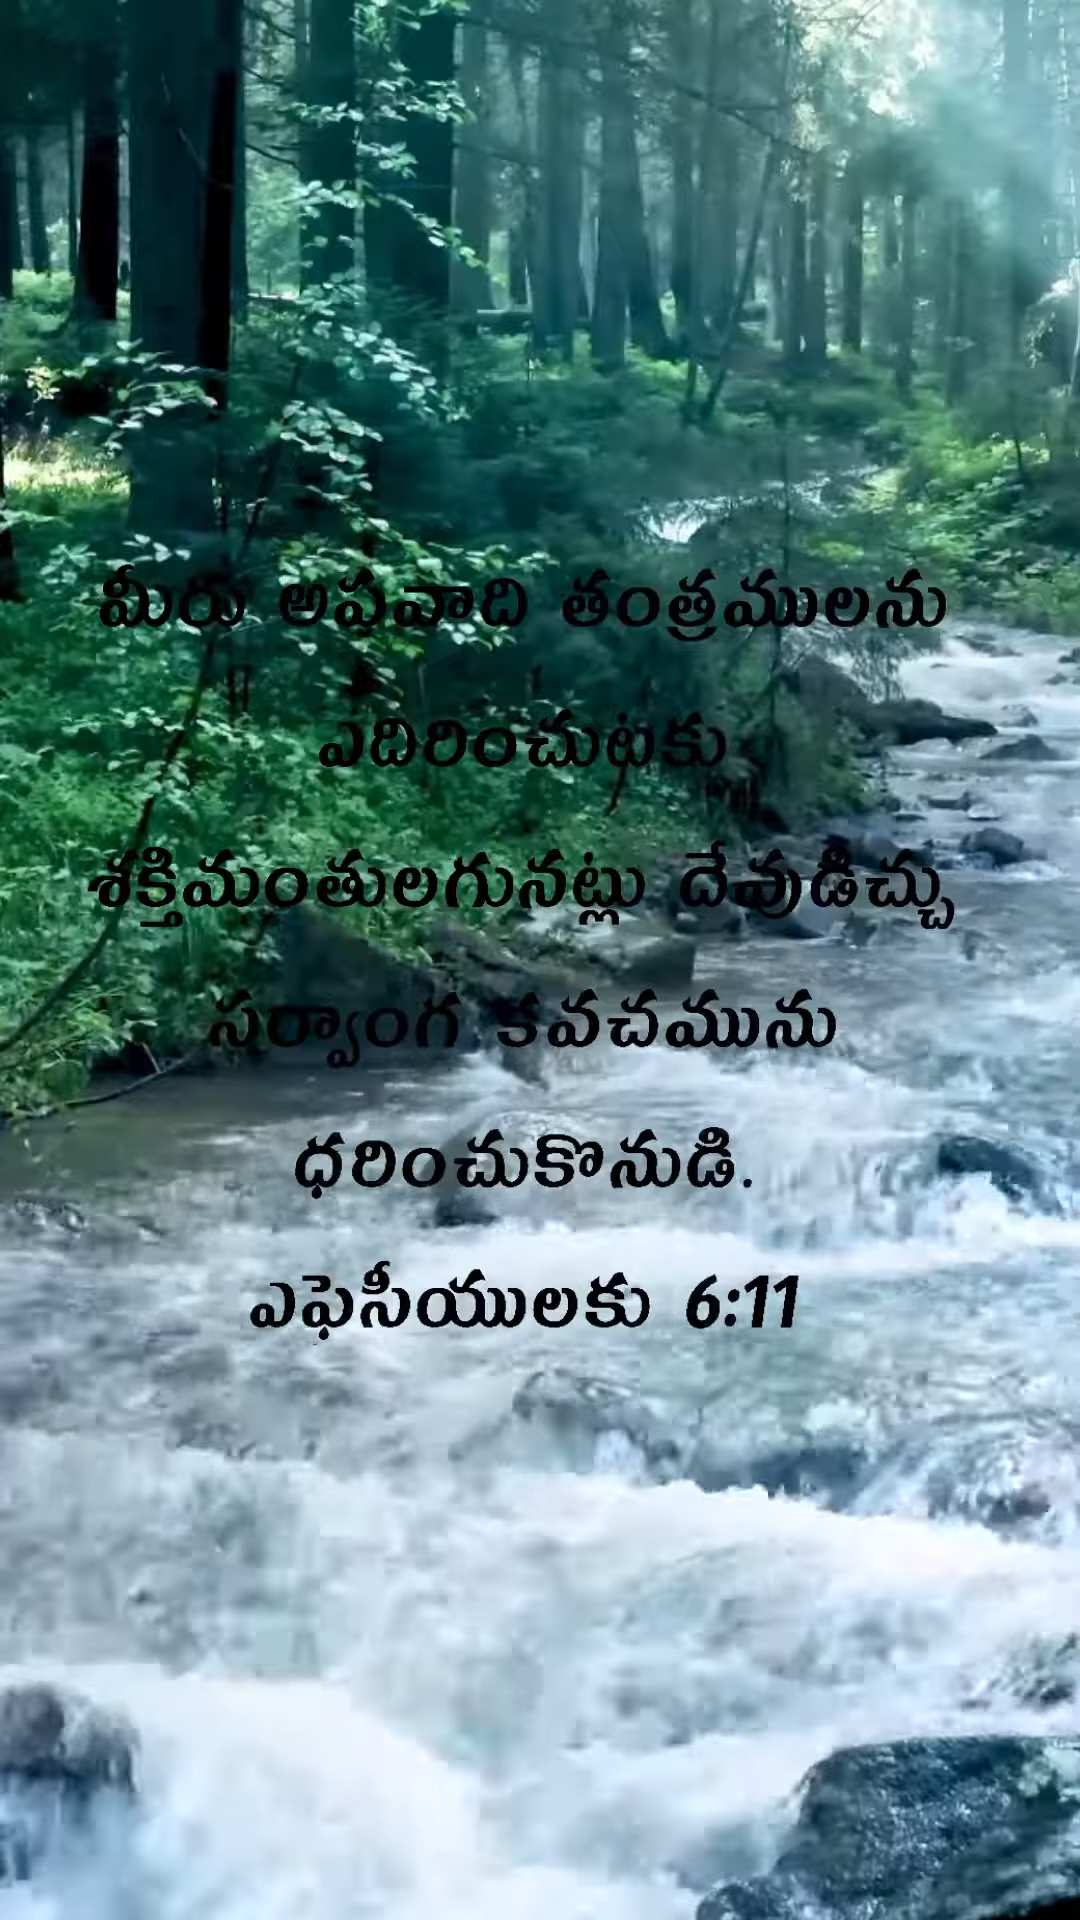 మీరు అపవాది తంత్రములను
ఎదిరించుటకు
శక్తిమంతులగునట్లు దేవుడిచ్చు
సర్వాంగ కవచమును
ధరించుకొనుడి.
ఎఫెసీయులకు 6:11